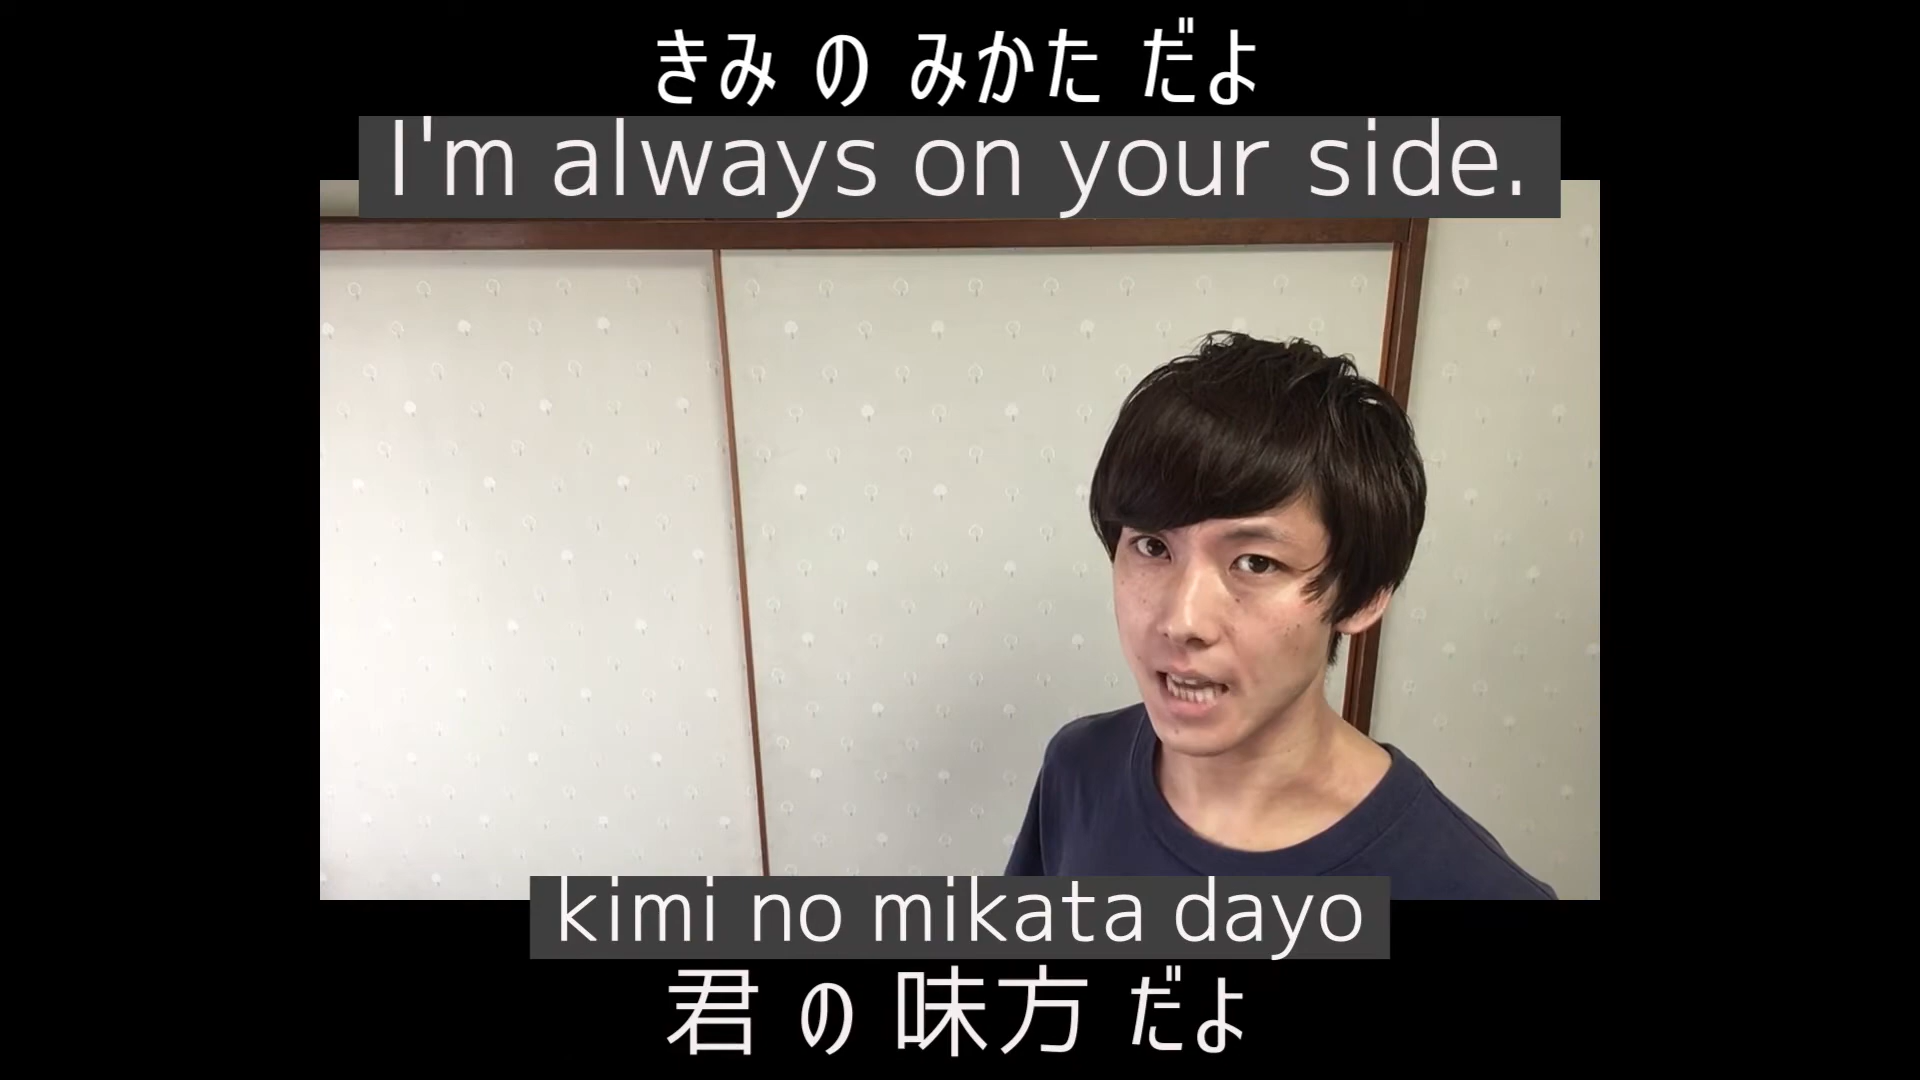 きみ の みかた だよ
I'm always on your side.
kimi no mikata dayo
君 の 味方 だよ